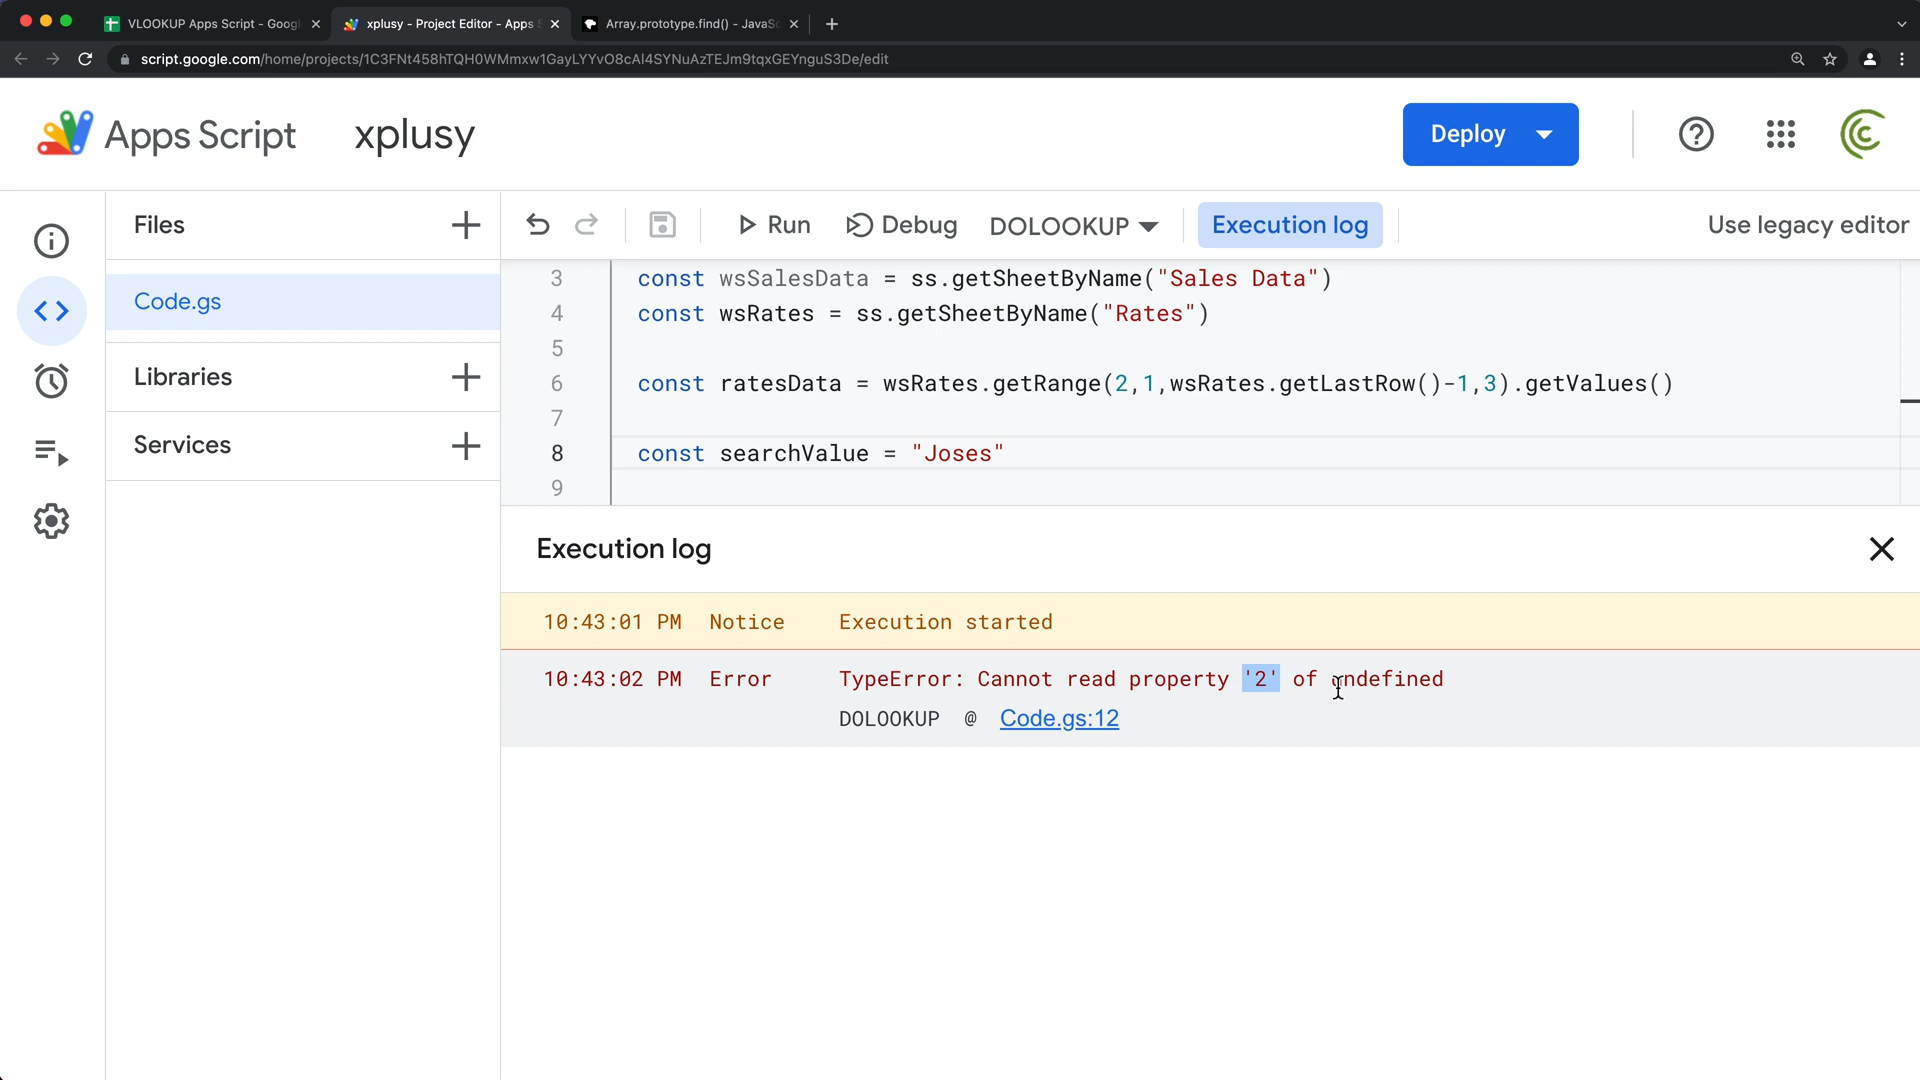 VLOOKUP Apps Script - Googl
xplusy - Project Editor - Apps S
Array.prototype.find() - JavaSc
script.google.com/home/projects/1C3FNt458hTQH0WMmxw1GayLYYvO8cAI4SYNuAzTEJm9tqxGEYnguS3De/edit
Apps Script
xplusy
Deploy
Files
Run
Debug
DOLOOKUP
Execution log
Use legacy editor
Code.gs
Libraries
Services
3 const wsSalesData = ss.getSheetByName("Sales Data")
4 const wsRates = ss.getSheetByName("Rates")
5
6 const ratesData = wsRates.getRange(2,1,wsRates.getLastRow()-1,3).getValues()
7
8 const searchValue = "Joses"
9
Execution log
10:43:01 PM Notice Execution started
10:43:02 PM Error TypeError: Cannot read property '2' of undefined
DOLOOKUP @ Code.gs:12